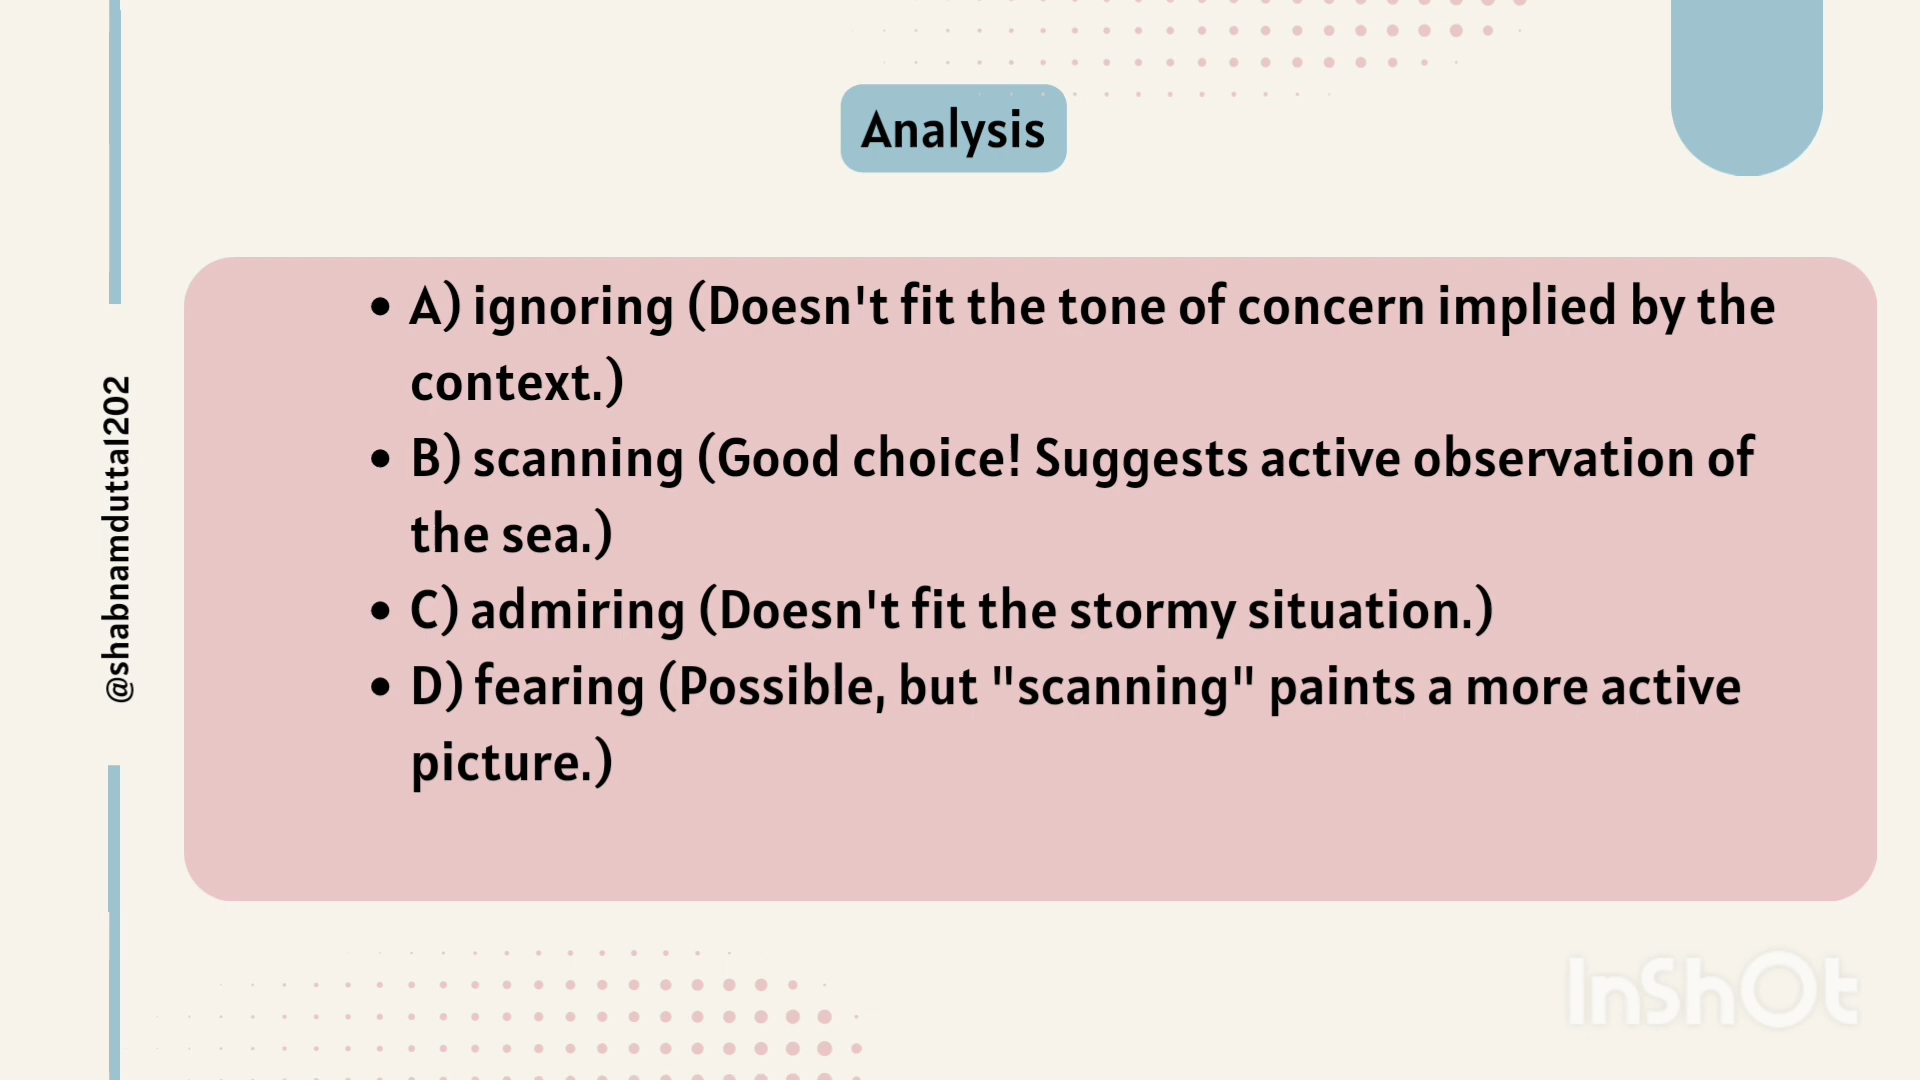 Analysis
• A) ignoring (Doesn't fit the tone of concern implied by the
context.)
• B) scanning (Good choice! Suggests active observation of
the sea.)
• C) admiring (Doesn't fit the stormy situation.)
• D) fearing (Possible, but "scanning" paints a more active
picture.)
@shabnamdutta1202
InShOt